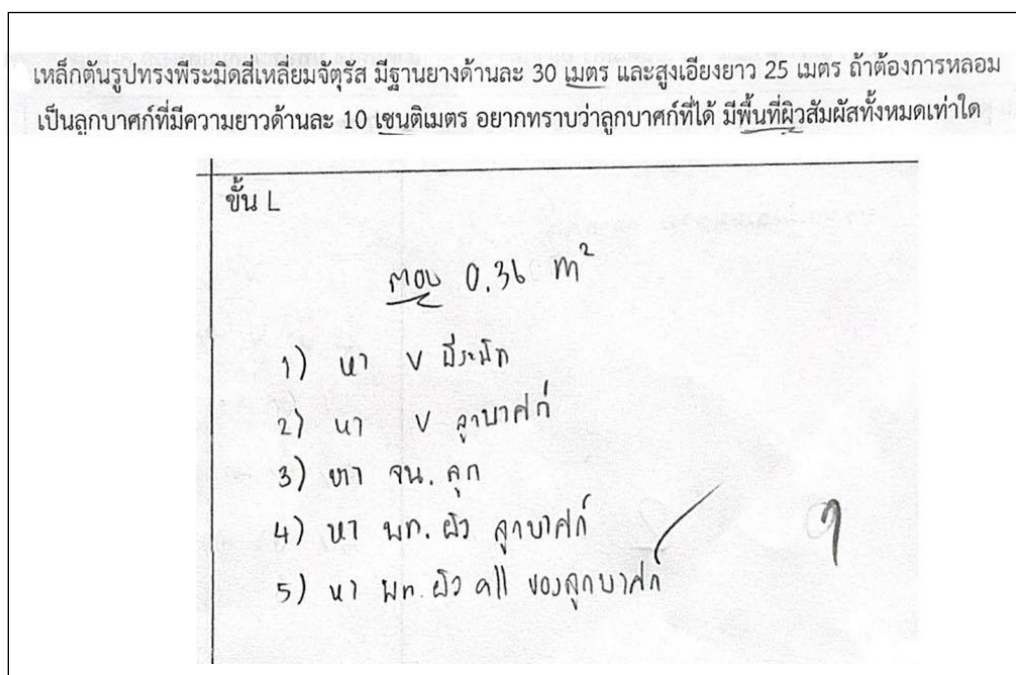 เหล็กตันรูปทรงพีระมิดสี่เหลี่ยมจัตุรัส มีฐานยางด้านละ 30 เมตร และสูงเอียงยาว 25 เมตร ถ้าต้องการหลอม
เป็นลูกบาศก์ที่มีความยาวด้านละ 10 เซนติเมตร อยากทราบว่าลูกบาศก์ที่ได้ มีพื้นที่ผิวสัมผัสทั้งหมดเท่าใด
ขั้น L
ตอบ 0.36 m²
1) หา V พีระมิด
2) หา V ลูกบาศก์
3) หา จน. ลูก
4) หา พท. ผิว ลูกบาศก์
5) หา พท. ผิว all ของลูกบาศก์